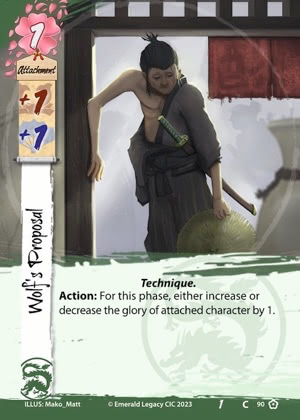 1
Attachment
+1
+1
Wolf's Proposal
Technique.
Action: For this phase, either increase or
decrease the glory of attached character by 1.
ILLUS: Mako_Matt
© Emerald Legacy CIC 2023
1
C
90